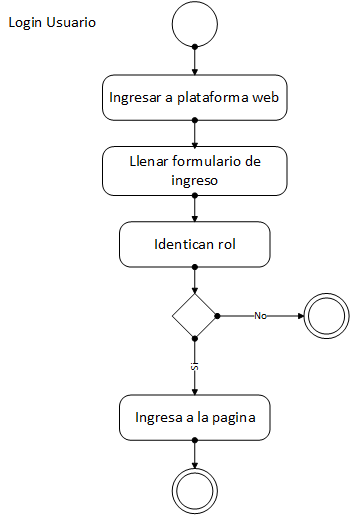 Login Usuario
Ingresar a plataforma web
Llenar formulario de
ingreso
Identican rol
No
Si
Ingresa a la pagina